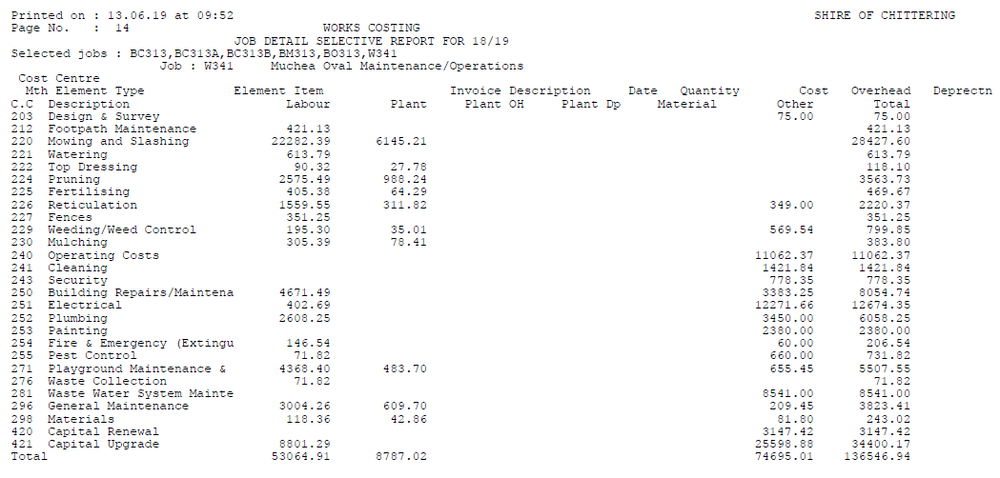 Printed on : 13.06.19 at 09:52 SHIRE OF CHITTERING
Page No. : 14 WORKS COSTING
JOB DETAIL SELECTIVE REPORT FOR 18/19
Selected jobs : BC313,BC313A,BC313B,BM313,BO313,W341
Job : W341 Muchea Oval Maintenance/Operations
Cost Centre
Mth Element Type Element Item Invoice Description Date Quantity Cost Overhead Deprectn
C.C Description Labour Plant Plant OH Plant Dp Material Other Total
203 Design & Survey 75.00 75.00
212 Footpath Maintenance 421.13 421.13
220 Mowing and Slashing 22282.39 6145.21 28427.60
221 Watering 613.79 613.79
222 Top Dressing 90.32 27.78 118.10
224 Pruning 2575.49 988.24 3563.73
225 Fertilising 405.38 64.29 469.67
226 Reticulation 1559.55 311.82 349.00 2220.37
227 Fences 351.25 351.25
229 Weeding/Weed Control 195.30 35.01 569.54 799.85
230 Mulching 305.39 78.41 383.80
240 Operating Costs 11062.37 11062.37
241 Cleaning 1421.84 1421.84
243 Security 778.35 778.35
250 Building Repairs/Maintena 4671.49 3383.25 8054.74
251 Electrical 402.69 12271.66 12674.35
252 Plumbing 2608.25 3450.00 6058.25
253 Painting 2380.00 2380.00
254 Fire & Emergency (Extingu 146.54 60.00 206.54
255 Pest Control 71.82 660.00 731.82
271 Playground Maintenance & 4368.40 483.70 655.45 5507.55
276 Waste Collection 71.82 71.82
281 Waste Water System Mainte 8541.00 8541.00
296 General Maintenance 3004.26 609.70 209.45 3823.41
298 Materials 118.36 42.86 81.80 243.02
420 Capital Renewal 3147.42 3147.42
421 Capital Upgrade 8801.29 25598.88 34400.17
Total 53064.91 8787.02 74695.01 136546.94